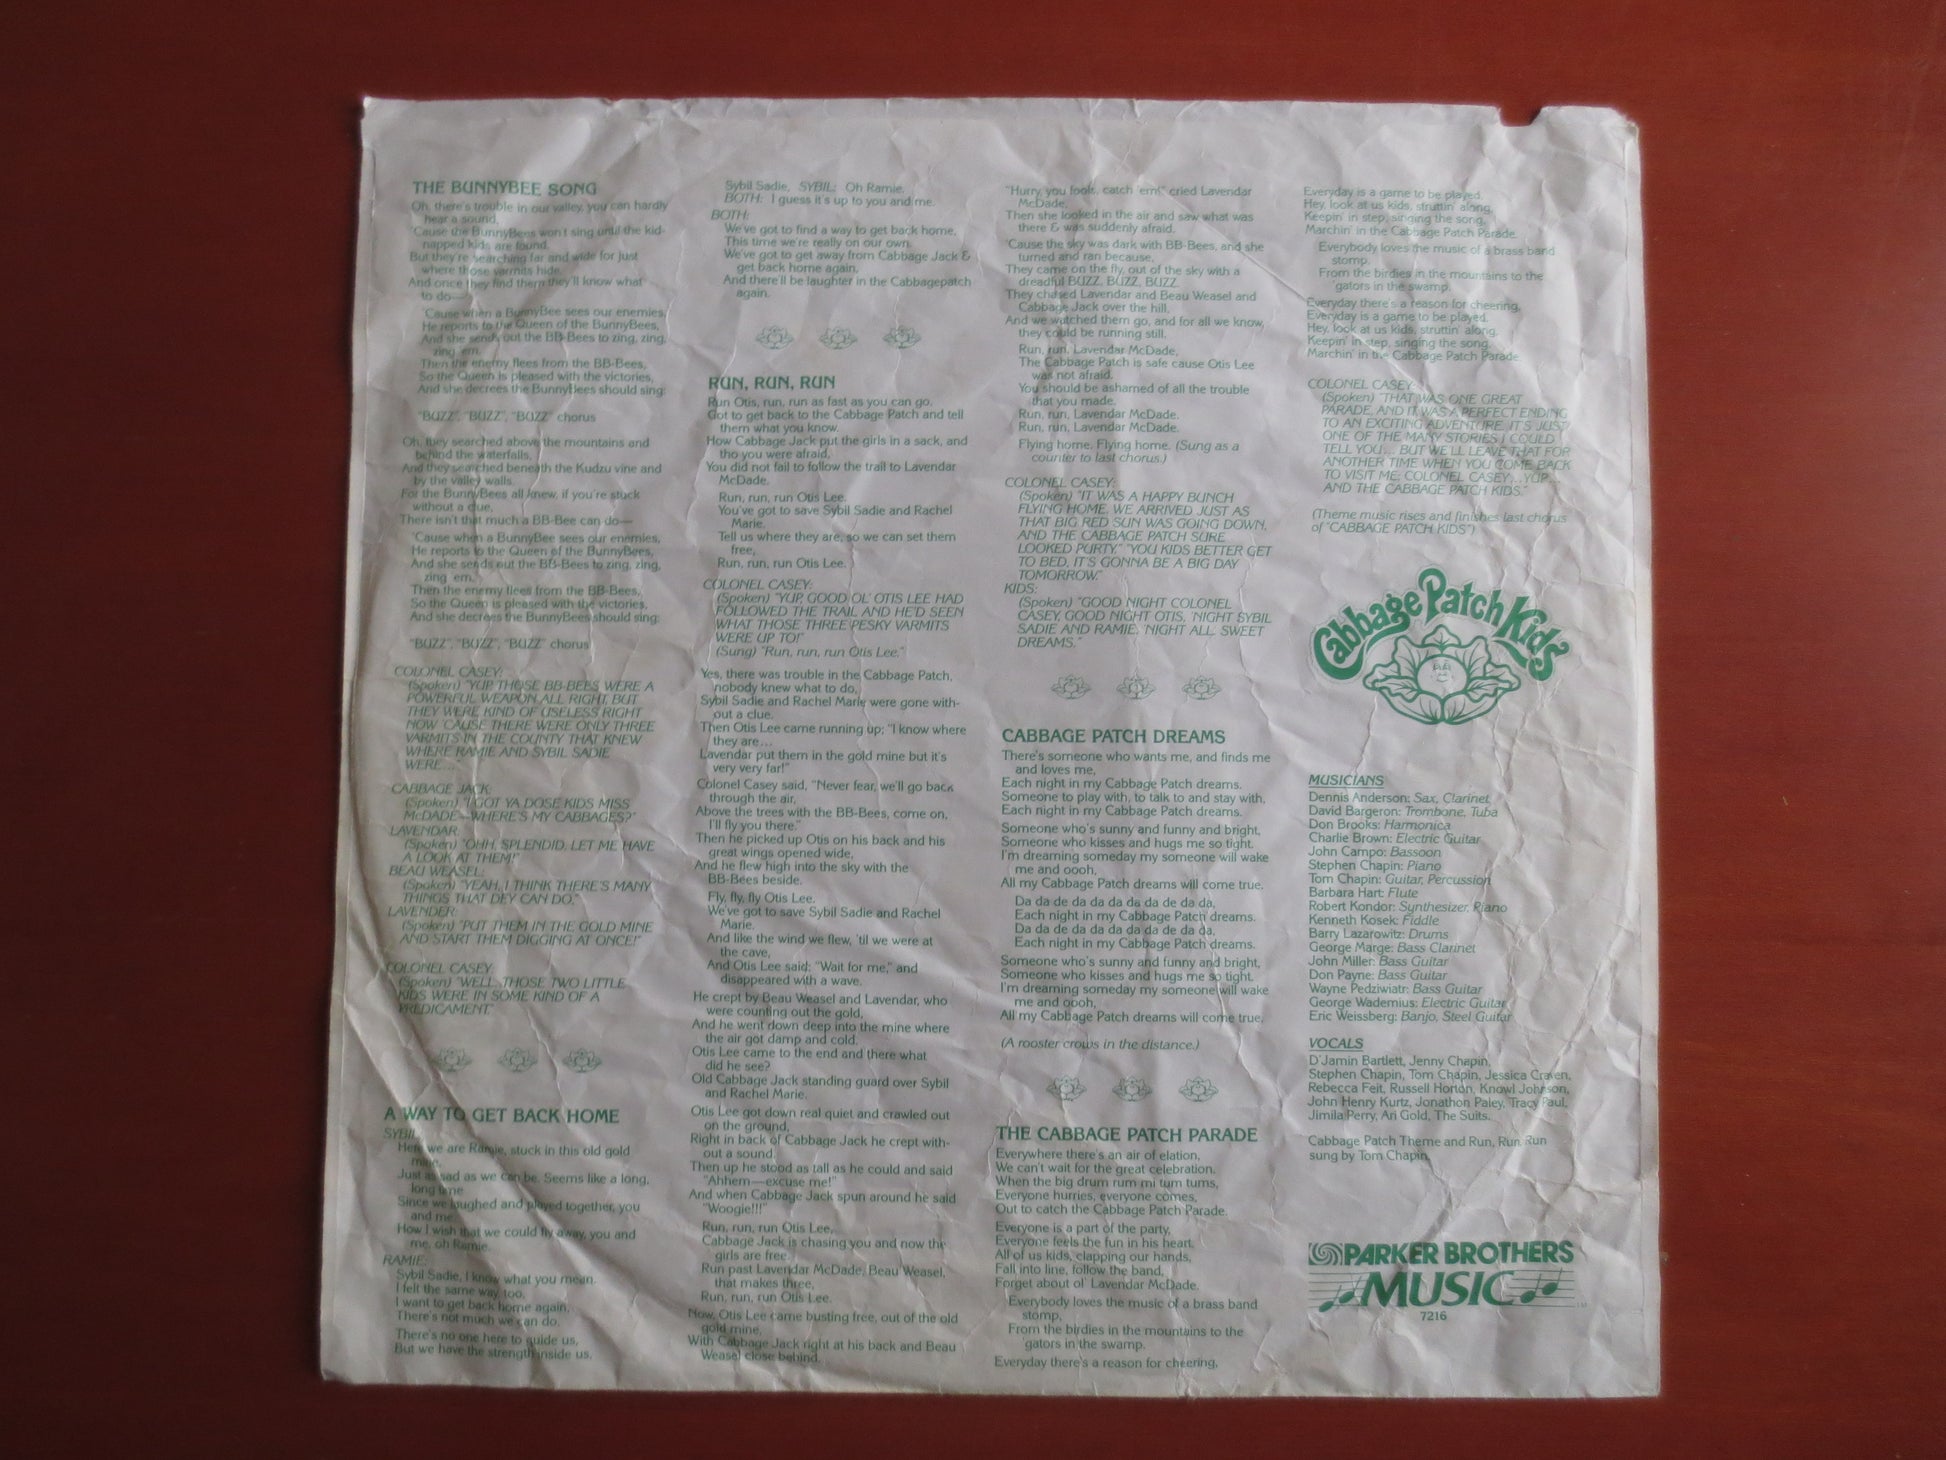 THE BUNNYBEE SONG
Oh, there's trouble in our valley, you can hardly
hear a sound,
'Cause the BunnyBees won't sing until the kid-
napped kids are found.
But they're searching far and wide for just
where those varmits hide.
And once they find them they'll know what
to do—
'Cause when a BunnyBee sees our enemies,
He reports to the Queen of the BunnyBees,
And she sends out the BB-Bees to zing, zing,
zing 'em.
Then the enemy flees from the BB-Bees,
So the Queen is pleased with the victories,
And she decrees the BunnyBees should sing:
"BUZZ", "BUZZ", "BUZZ" chorus
Oh, they searched above the mountains and
behind the waterfalls,
And they searched beneath the Kudzu vine and
by the valley walls.
For the BunnyBees all knew, if you're stuck
without a clue,
There isn't that much a BB-Bee can do—
'Cause when a BunnyBee sees our enemies,
He reports to the Queen of the BunnyBees,
And she sends out the BB-Bees to zing, zing,
zing 'em.
Then the enemy flees from the BB-Bees,
So the Queen is pleased with the victories,
And she decrees the BunnyBees should sing:
"BUZZ", "BUZZ", "BUZZ" chorus
COLONEL CASEY:
(Spoken) "YUP, THOSE BB-BEES WERE A
POWERFUL WEAPON ALL RIGHT, BUT
THEY WERE KIND OF USELESS RIGHT
NOW 'CAUSE THERE WERE ONLY THREE
VARMITS IN THE COUNTY THAT KNEW
WHERE RAMIE AND SYBIL SADIE
WERE..."
CABBAGE JACK:
(Spoken) "I GOT YA DOSE KIDS MISS
McDADE—WHERE'S MY CABBAGES?"
LAVENDAR:
(Spoken) "OHH, SPLENDID. LET ME HAVE
A LOOK AT THEM!"
BEAU WEASEL:
(Spoken) "YEAH, I THINK THERE'S MANY
THINGS THAT DEY CAN DO."
LAVENDER:
(Spoken) "PUT THEM IN THE GOLD MINE
AND START THEM DIGGING AT ONCE!"
COLONEL CASEY:
(Spoken) "WELL, THOSE TWO LITTLE
KIDS WERE IN SOME KIND OF A
PREDICAMENT."
A WAY TO GET BACK HOME
SYBIL:
Here we are Ramie, stuck in this old gold
mine,
Just as sad as we can be. Seems like a long,
long time
Since we laughed and played together, you
and me.
How I wish that we could fly away, you and
me, oh Ramie.
RAMIE:
Sybil Sadie, I know what you mean.
I felt the same way too,
I want to get back home again,
There's not much we can do.
There's no one here to guide us,
But we have the strength inside us,
Sybil Sadie, SYBIL: Oh Ramie.
BOTH: I guess it's up to you and me.
BOTH:
We've got to find a way to get back home,
This time we're really on our own.
We've got to get away from Cabbage Jack &
get back home again,
And there'll be laughter in the Cabbagepatch
again.
RUN, RUN, RUN
Run Otis, run, run as fast as you can go.
Got to get back to the Cabbage Patch and tell
them what you know.
How Cabbage Jack put the girls in a sack, and
tho you were afraid,
You did not fail to follow the trail to Lavendar
McDade.
Run, run, run Otis Lee.
You've got to save Sybil Sadie and Rachel
Marie.
Tell us where they are, so we can set them
free,
Run, run, run Otis Lee.
COLONEL CASEY:
(Spoken) "YUP, GOOD OL' OTIS LEE HAD
FOLLOWED THE TRAIL AND HE'D SEEN
WHAT THOSE THREE PESKY VARMITS
WERE UP TO!"
(Sung) "Run, run, run Otis Lee."
Yes, there was trouble in the Cabbage Patch,
nobody knew what to do,
Sybil Sadie and Rachel Marie were gone with-
out a clue.
Then Otis Lee came running up; "I know where
they are...
Lavendar put them in the gold mine but it's
very very far!"
Colonel Casey said, "Never fear, we'll go back
through the air,
Above the trees with the BB-Bees, come on,
I'll fly you there."
Then he picked up Otis on his back and his
great wings opened wide,
And he flew high into the sky with the
BB-Bees beside.
Fly, fly, fly Otis Lee.
We've got to save Sybil Sadie and Rachel
Marie.
And like the wind we flew, 'til we were at
the cave,
And Otis Lee said; "Wait for me," and
disappeared with a wave.
He crept by Beau Weasel and Lavendar, who
were counting out the gold,
And he went down deep into the mine where
the air got damp and cold.
Otis Lee came to the end and there what
did he see?
Old Cabbage Jack standing guard over Sybil
and Rachel Marie.
Otis Lee got down real quiet and crawled out
on the ground,
Right in back of Cabbage Jack he crept with-
out a sound.
Then up he stood as tall as he could and said
"Ahhem—excuse me!"
And when Cabbage Jack spun around he said
"Woogie!!!"
Run, run, run Otis Lee,
Cabbage Jack is chasing you and now the
girls are free.
Run past Lavendar McDade, Beau Weasel,
that makes three,
Run, run, run Otis Lee.
Now, Otis Lee came busting free, out of the old
gold mine,
With Cabbage Jack right at his back and Beau
Weasel close behind.
"Hurry, you fools, catch 'em!" cried Lavendar
McDade,
Then she looked in the air and saw what was
there & was suddenly afraid.
'Cause the sky was dark with BB-Bees, and she
turned and ran because,
They came on the fly, out of the sky with a
dreadful BUZZ, BUZZ, BUZZ.
They chased Lavendar and Beau Weasel and
Cabbage Jack over the hill,
And we watched them go, and for all we know,
they could be running still.
Run, run, Lavendar McDade,
The Cabbage Patch is safe cause Otis Lee
was not afraid.
You should be ashamed of all the trouble
that you made.
Run, run, Lavendar McDade.
Run, run, Lavendar McDade.
Flying home, Flying home. (Sung as a
counter to last chorus.)
COLONEL CASEY:
(Spoken) "IT WAS A HAPPY BUNCH
FLYING HOME. WE ARRIVED JUST AS
THAT BIG RED SUN WAS GOING DOWN,
AND THE CABBAGE PATCH SURE
LOOKED PURTY." "YOU KIDS BETTER GET
TO BED, IT'S GONNA BE A BIG DAY
TOMORROW."
KIDS:
(Spoken) "GOOD NIGHT COLONEL
CASEY, GOOD NIGHT OTIS, 'NIGHT SYBIL
SADIE AND RAMIE, 'NIGHT ALL. SWEET
DREAMS."
CABBAGE PATCH DREAMS
There's someone who wants me, and finds me
and loves me,
Each night in my Cabbage Patch dreams.
Someone to play with, to talk to and stay with,
Each night in my Cabbage Patch dreams.
Someone who's sunny and funny and bright,
Someone who kisses and hugs me so tight.
I'm dreaming someday my someone will wake
me and oooh,
All my Cabbage Patch dreams will come true.
Da da de da da da da de da da,
Each night in my Cabbage Patch dreams.
Da da de da da da da de da da,
Each night in my Cabbage Patch dreams.
Someone who's sunny and funny and bright,
Someone who kisses and hugs me so tight.
I'm dreaming someday my someone will wake
me and oooh,
All my Cabbage Patch dreams will come true.
(A rooster crows in the distance.)
THE CABBAGE PATCH PARADE
Everywhere there's an air of elation,
We can't wait for the great celebration.
When the big drum rum mi tum tums,
Everyone hurries, everyone comes,
Out to catch the Cabbage Patch Parade.
Everyone is a part of the party,
Everyone feels the fun in his heart,
All of us kids, clapping our hands,
Fall into line, follow the band,
Forget about ol' Lavendar McDade.
Everybody loves the music of a brass band
stomp,
From the birdies in the mountains to the
'gators in the swamp.
Everyday there's a reason for cheering,
Everyday is a game to be played,
Hey, look at us kids, struttin' along,
Keepin' in step, singing the song,
Marchin' in the Cabbage Patch Parade.
Everybody loves the music of a brass band
stomp,
From the birdies in the mountains to the
'gators in the swamp.
Everyday there's a reason for cheering,
Everyday is a game to be played,
Hey, look at us kids, struttin' along,
Keepin' in step, singing the song,
Marchin' in the Cabbage Patch Parade.
COLONEL CASEY:
(Spoken) "THAT WAS ONE GREAT
PARADE, AND IT WAS A PERFECT ENDING
TO AN EXCITING ADVENTURE. IT'S JUST
ONE OF THE MANY STORIES I COULD
TELL YOU... BUT WE'LL LEAVE THAT FOR
ANOTHER TIME WHEN YOU COME BACK
TO VISIT ME: COLONEL CASEY...YUP...
AND THE CABBAGE PATCH KIDS."
(Theme music rises and finishes last chorus
of "CABBAGE PATCH KIDS")
Cabbage Patch Kids
MUSICIANS
Dennis Anderson: Sax, Clarinet
David Bargeron: Trombone, Tuba
Don Brooks: Harmonica
Charlie Brown: Electric Guitar
John Campo: Bassoon
Stephen Chapin: Piano
Tom Chapin: Guitar, Percussion
Barbara Hart: Flute
Robert Kondor: Synthesizer, Piano
Kenneth Kosek: Fiddle
Barry Lazarowitz: Drums
George Marge: Bass Clarinet
John Miller: Bass Guitar
Don Payne: Bass Guitar
Wayne Pedziwiatr: Bass Guitar
George Wademius: Electric Guitar
Eric Weissberg: Banjo, Steel Guitar
VOCALS
D'Jamin Bartlett, Jenny Chapin,
Stephen Chapin, Tom Chapin, Jessica Craven,
Rebecca Feit, Russell Horton, Knowl Johnson,
John Henry Kurtz, Jonathon Paley, Tracy Paul,
Jimila Perry, Ari Gold, The Suits.
Cabbage Patch Theme and Run, Run, Run
sung by Tom Chapin.
PARKER BROTHERS
MUSIC
7216